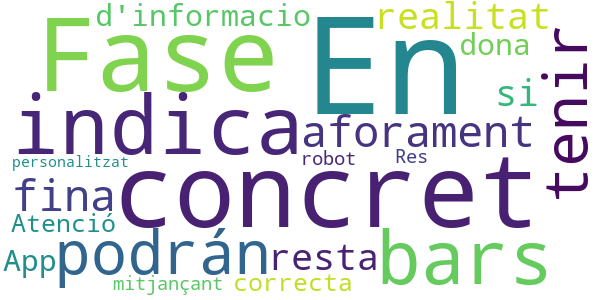 d'informacio
realitat
Fase
En
dona
si
tenir
indica
aforament
personalitzat
robot
Res
fina
concret
Atenció
App
podrán
resta
bars
mitjançant
correcta